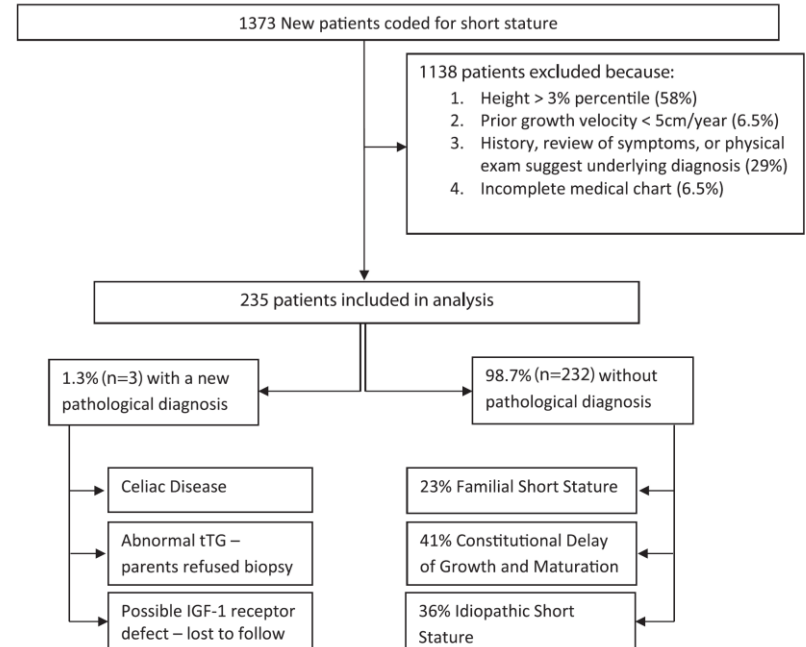 1373 New patients coded for short stature
1138 patients excluded because:
1. Height > 3% percentile (58%)
2. Prior growth velocity < 5cm/year (6.5%)
3. History, review of symptoms, or physical
exam suggest underlying diagnosis (29%)
4. Incomplete medical chart (6.5%)
235 patients included in analysis
1.3% (n=3) with a new
pathological diagnosis
98.7% (n=232) without
pathological diagnosis
Celiac Disease
Abnormal tTG –
parents refused biopsy
Possible IGF-1 receptor
defect – lost to follow
23% Familial Short Stature
41% Constitutional Delay
of Growth and Maturation
36% Idiopathic Short
Stature